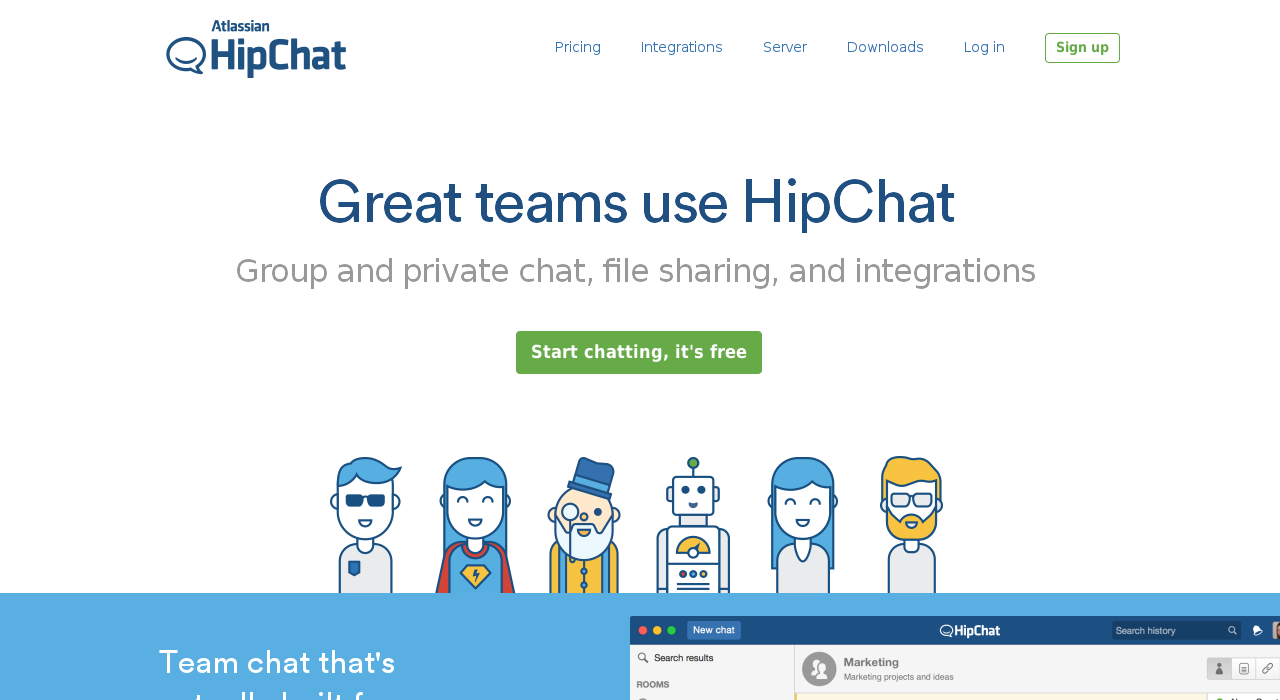 Atlassian
HipChat
Pricing
Integrations
Server
Downloads
Log in
Sign up
Great teams use HipChat
Group and private chat, file sharing, and integrations
Start chatting, it's free
Team chat that's
New chat
HipChat
Search history
Search results
Marketing
Marketing projects and ideas
ROOMS